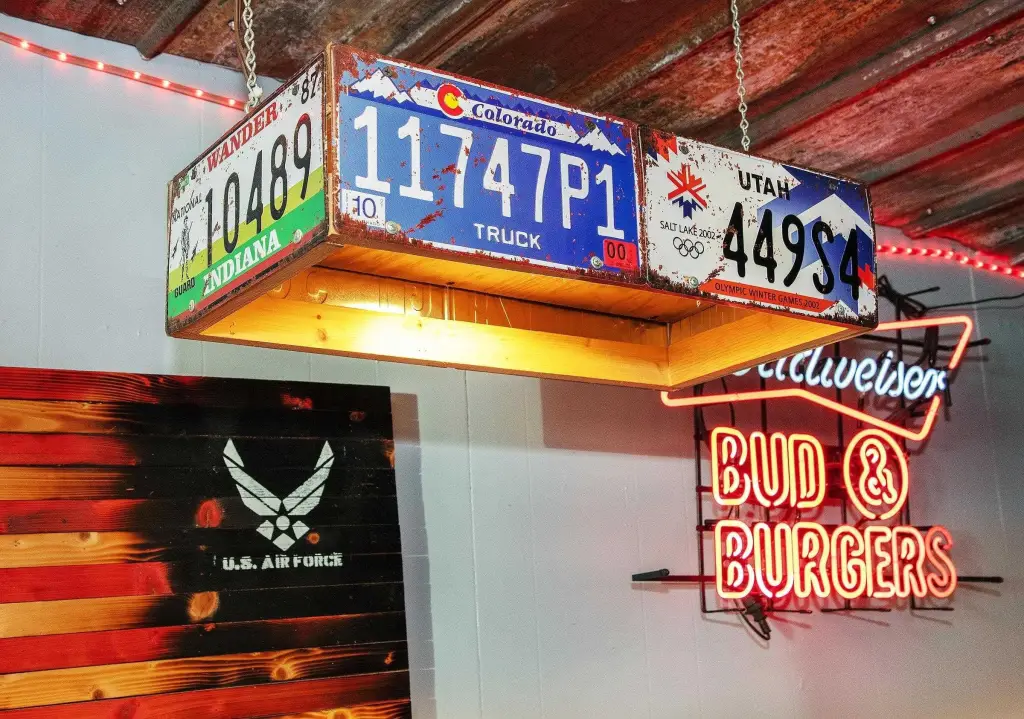 87
WANDER
NATIONAL
10489
GUARD
INDIANA
C Colorado
11747P1
10
TRUCK
00
UTAH
SALT LAKE 2002
449S4
OLYMPIC WINTER GAMES 2002
U.S. AIR FORCE
Budweiser
BUD &
BURGERS